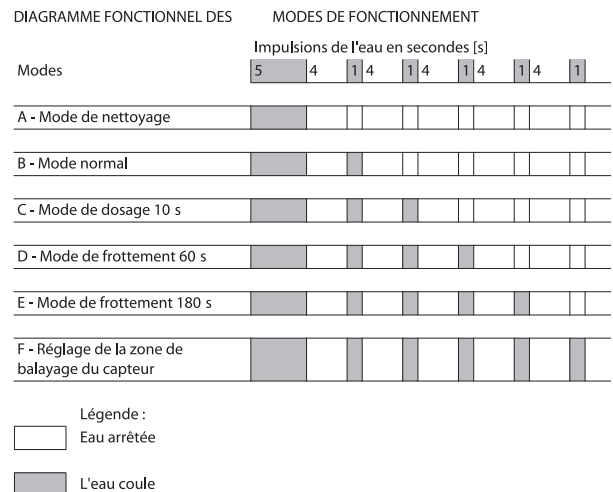 DIAGRAMME FONCTIONNEL DES MODES DE FONCTIONNEMENT
Impulsions de l'eau en secondes [s]
Modes 5 4 1 4 1 4 1 4 1 4 1
A - Mode de nettoyage
B - Mode normal
C - Mode de dosage 10 s
D - Mode de frottement 60 s
E - Mode de frottement 180 s
F - Réglage de la zone de
balayage du capteur
Légende :
Eau arrêtée
L'eau coule